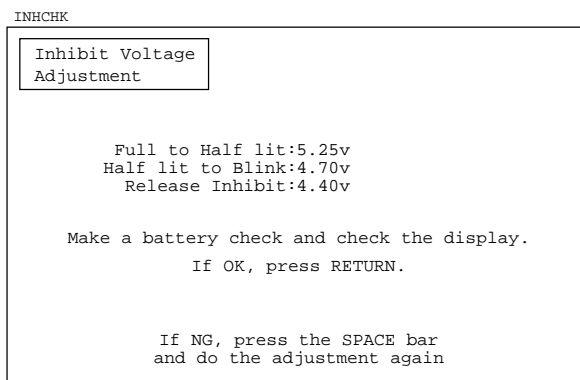 INHCHK
Inhibit Voltage
Adjustment
Full to Half lit:5.25v
Half lit to Blink:4.70v
Release Inhibit:4.40v
Make a battery check and check the display.
If OK, press RETURN.
If NG, press the SPACE bar
and do the adjustment again